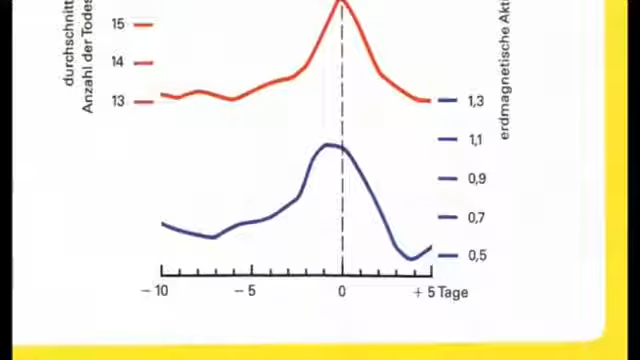 durchschnitt
Anzahl der Todes
15
14
13
erdmagnetische Akti
1,3
1,1
0,9
0,7
0,5
– 10
– 5
0
+ 5 Tage